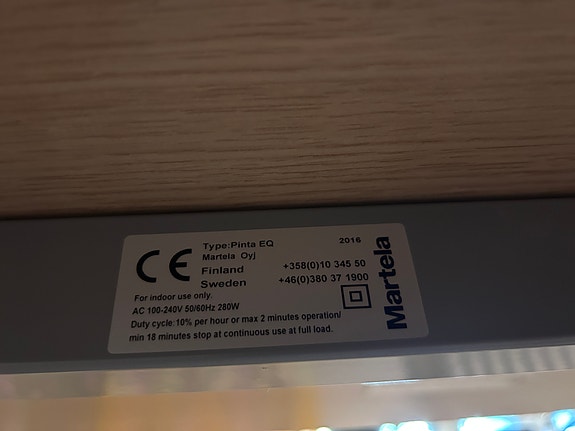 CE
Type:Pinta EQ 2016
Martela Oyj
Finland +358(0)10 345 50
Sweden +46(0)380 37 1900
For indoor use only.
AC 100-240V 50/60Hz 280W
Duty cycle:10% per hour or max 2 minutes operation/
min 18 minutes stop at continuous use at full load.
Martela